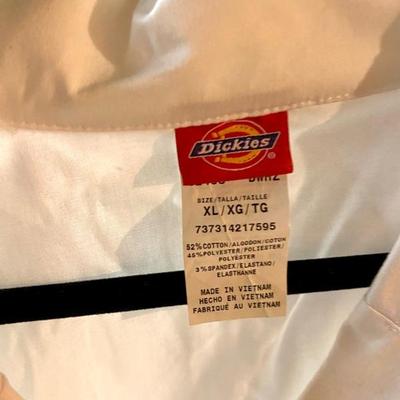 Dickies
®
DWHZ
SIZE/TALLA/TAILLE
XL/XG/TG
737314217595
52%COTTON/ALGODON/COTON
45%POLYESTER/POLIESTER/
POLYESTER
3%SPANDEX/ELASTANO/
ELASTHANNE
MADE IN VIETNAM
HECHO EN VIETNAM
FABRIQUÉ AU VIETNAM